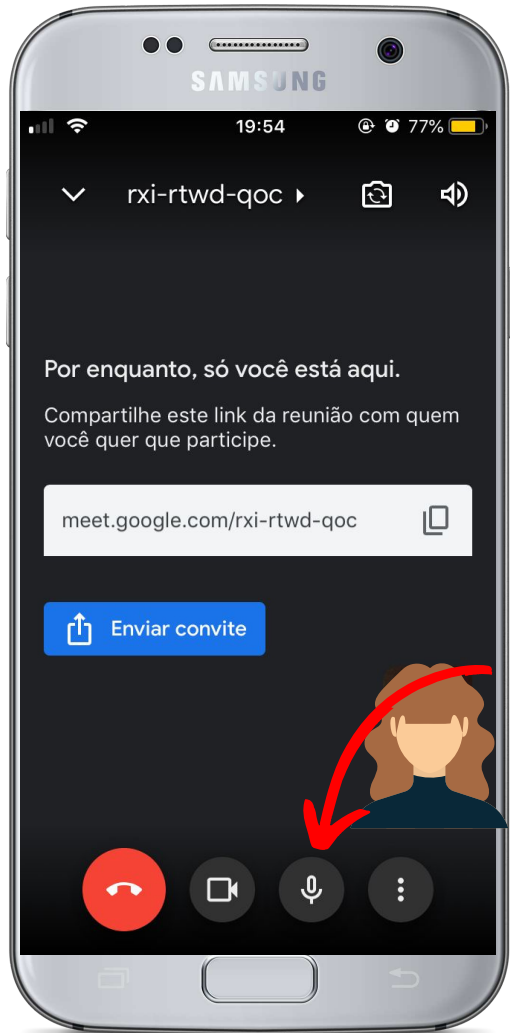 SAMSUNG
19:54
77%
rxi-rtwd-qoc
Por enquanto, só você está aqui.
Compartilhe este link da reunião com quem
você quer que participe.
meet.google.com/rxi-rtwd-qoc
Enviar convite